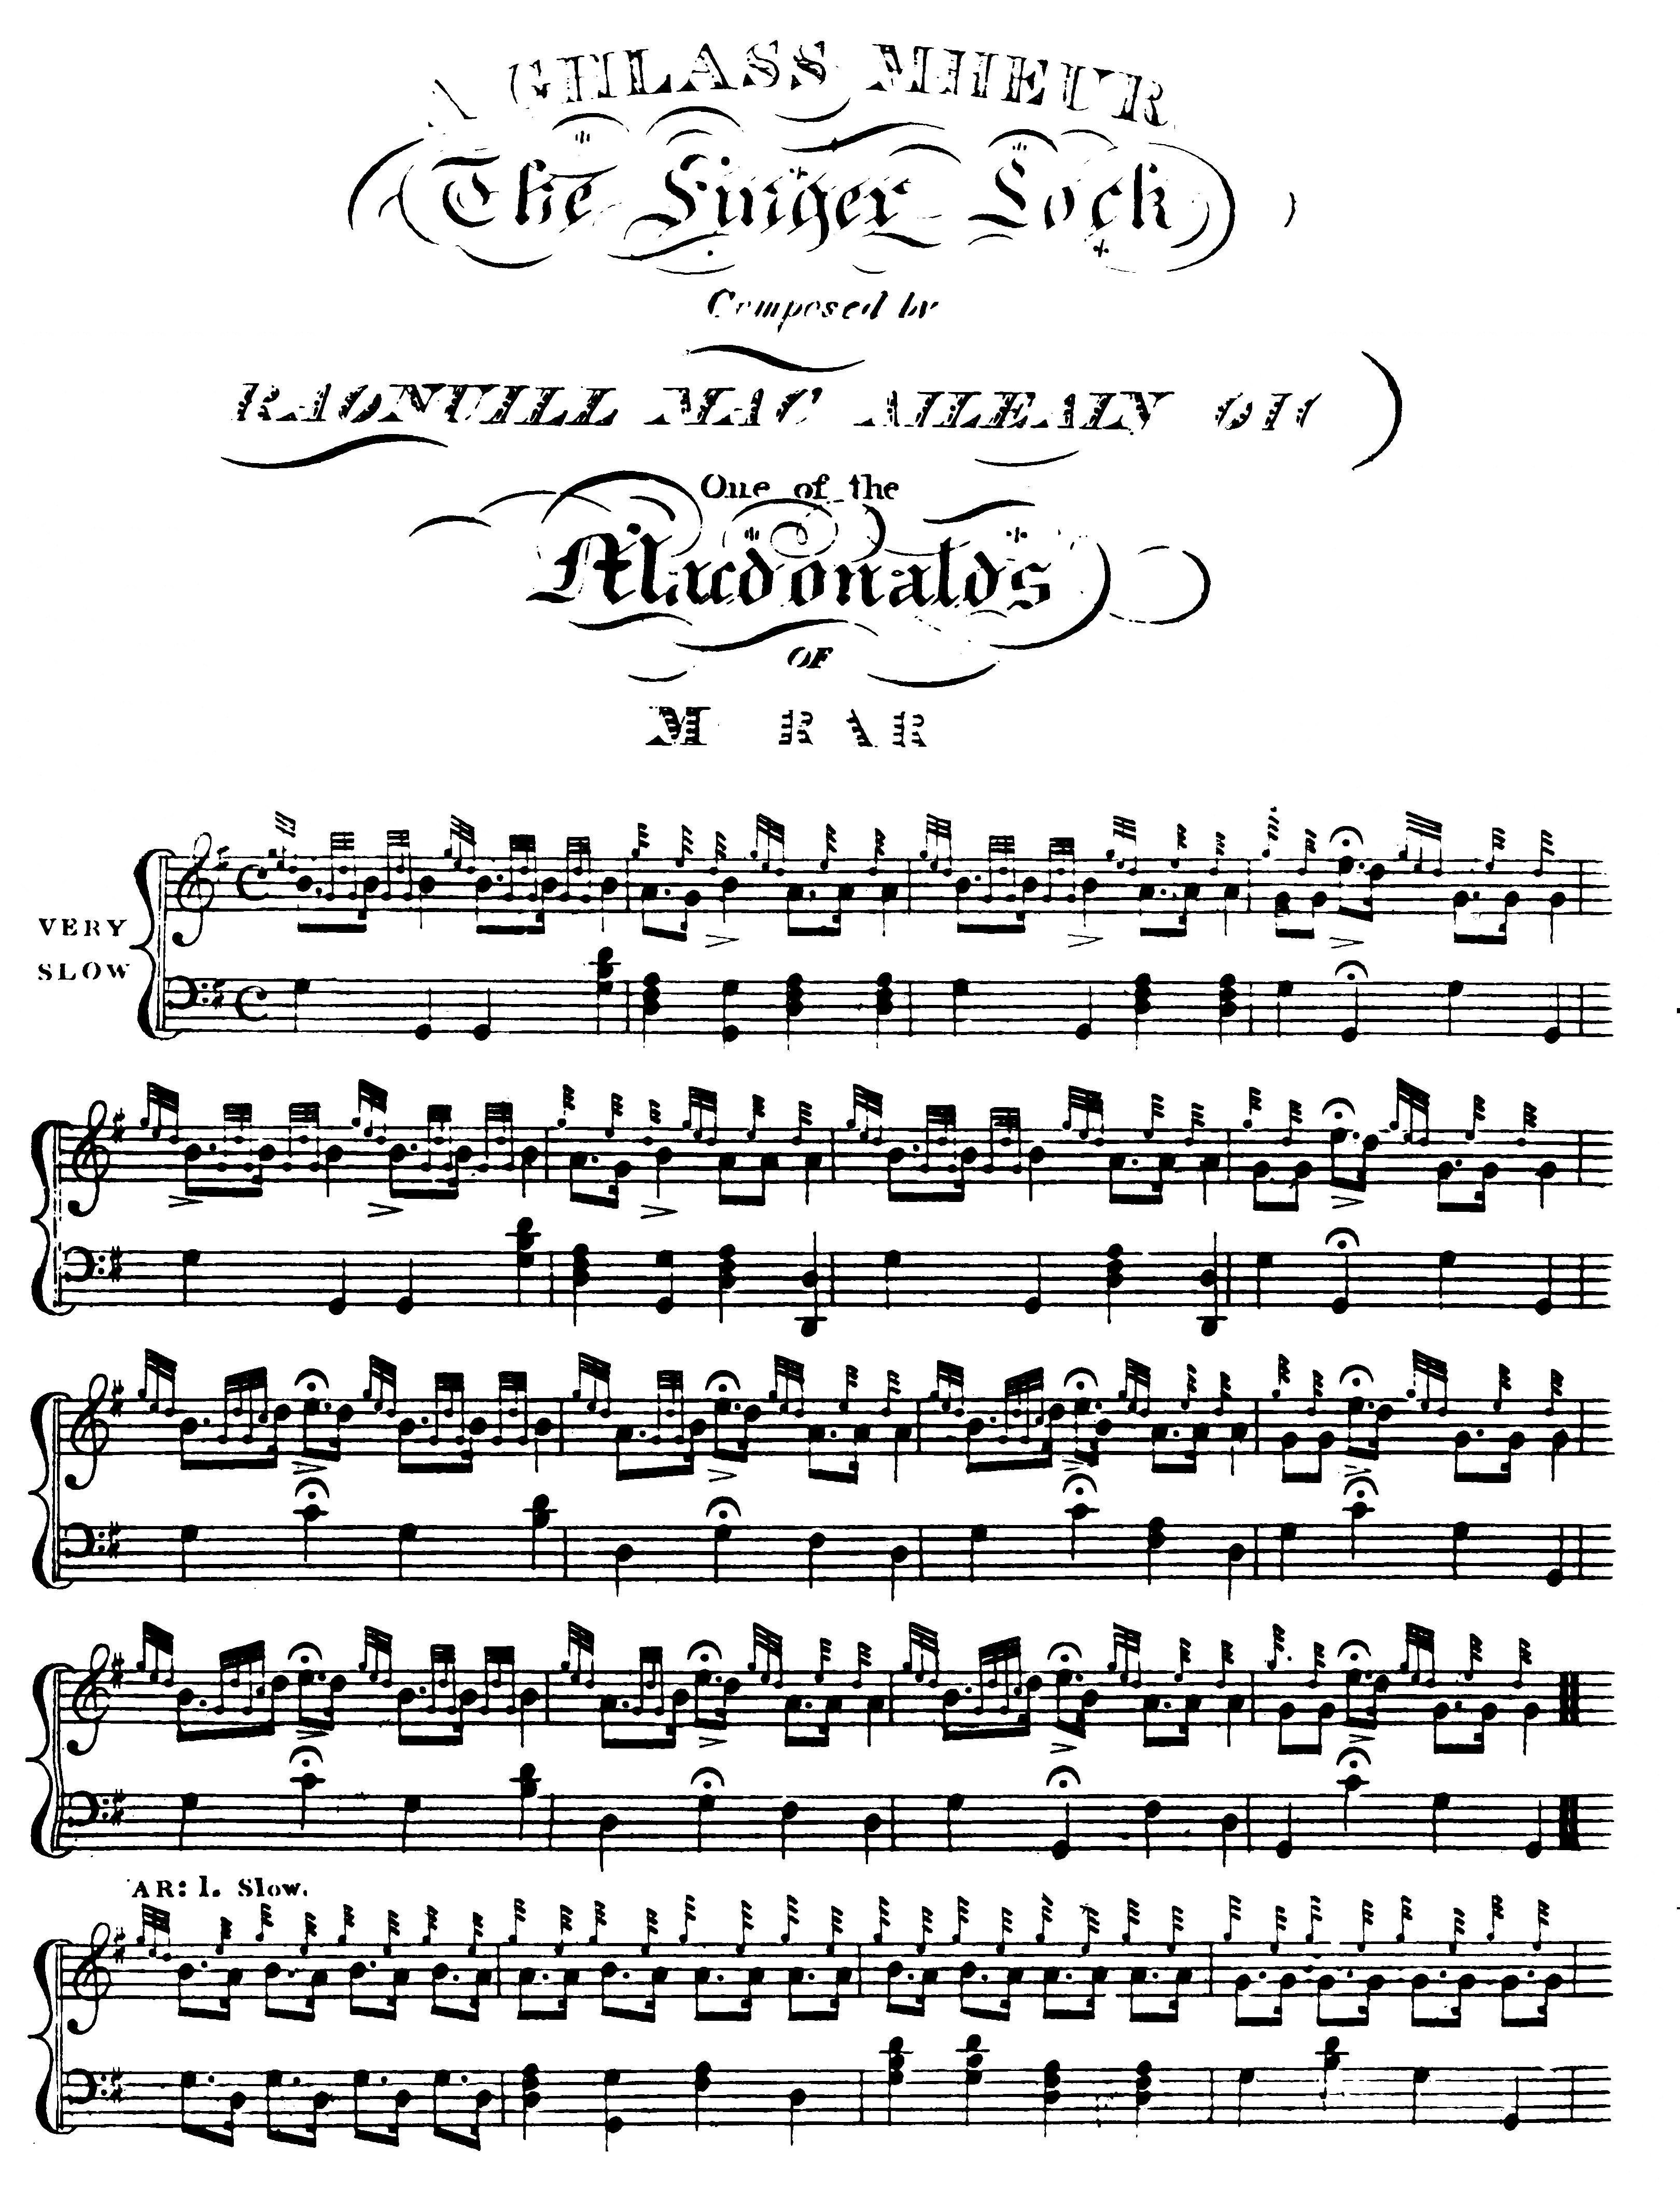 A GHLASS MHEUR
The Finger Lock
Composed by
RAONUILL MAC AILEAIN OIG
One of the
Macdonalds
OF
VERY
SLOW
AR: 1. Slow.